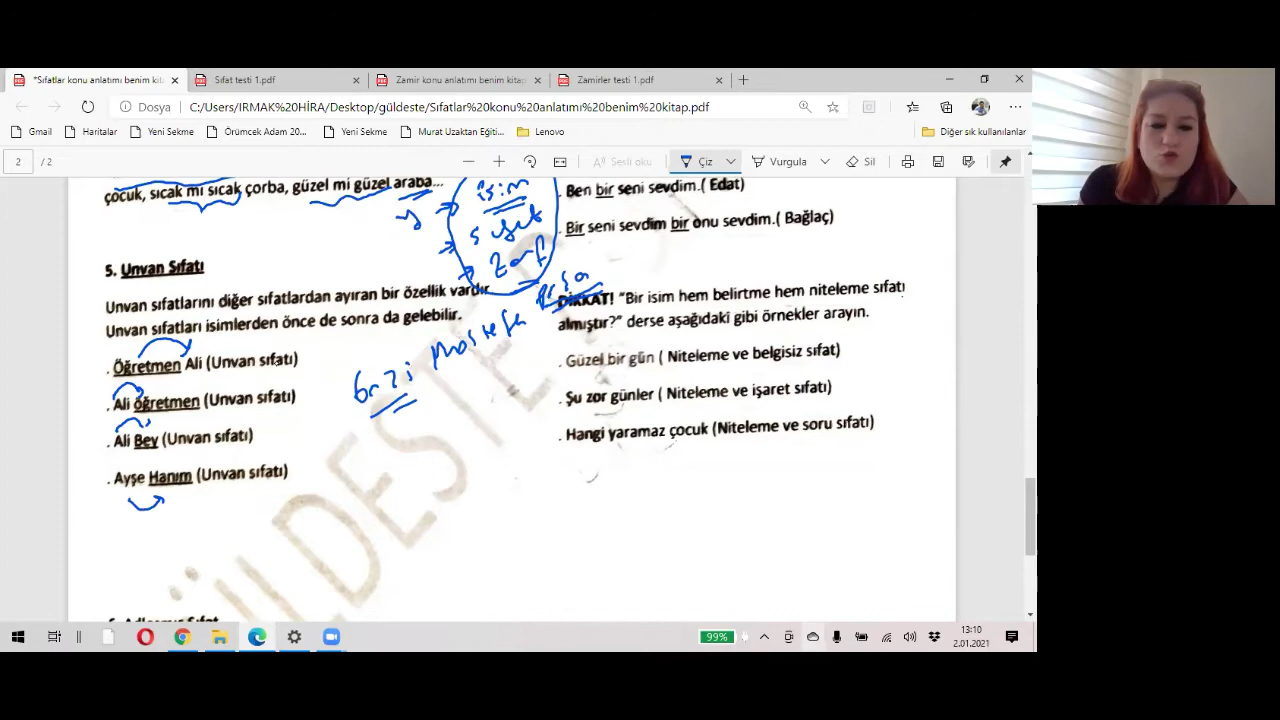 *Sıfatlar konu anlatımı benim kit
Sıfat testi 1.pdf
Zamir konu anlatımı benim kitap
Zamirler testi 1.pdf
Dosya
C:/Users/IRMAK%20HİRA/Desktop/güldeste/Sıfatlar%20konu%20anlatımı%20benim%20kitap.pdf
Gmail
Haritalar
Yeni Sekme
Örümcek Adam 20...
Yeni Sekme
Murat Uzaktan Eğiti...
Lenovo
Diğer sık kullanılanlar
2 /2
Sesli oku
Çiz
Vurgula
Sil
çocuk, sıcak mı sıcak çorba, güzel mi güzel araba...
isim
sıfat
zarf
5. Unvan Sıfatı
Unvan sıfatlarını diğer sıfatlardan ayıran bir özellik vardır.
Unvan sıfatları isimlerden önce de sonra da gelebilir.
. Öğretmen Ali (Unvan sıfatı)
. Ali öğretmen (Unvan sıfatı)
. Ali Bey (Unvan sıfatı)
. Ayşe Hanım (Unvan sıfatı)
Gazi Mustafa Paşa
. Ben bir seni sevdim.( Edat)
. Bir seni sevdim bir onu sevdim.( Bağlaç)
DİKKAT! "Bir isim hem belirtme hem niteleme sıfatı
almıştır?" derse aşağıdaki gibi örnekler arayın.
. Güzel bir gün ( Niteleme ve belgisiz sıfat)
. Şu zor günler ( Niteleme ve işaret sıfatı)
. Hangi yaramaz çocuk (Niteleme ve soru sıfatı)
GÜLDESTE
99%
13:10
2.01.2021